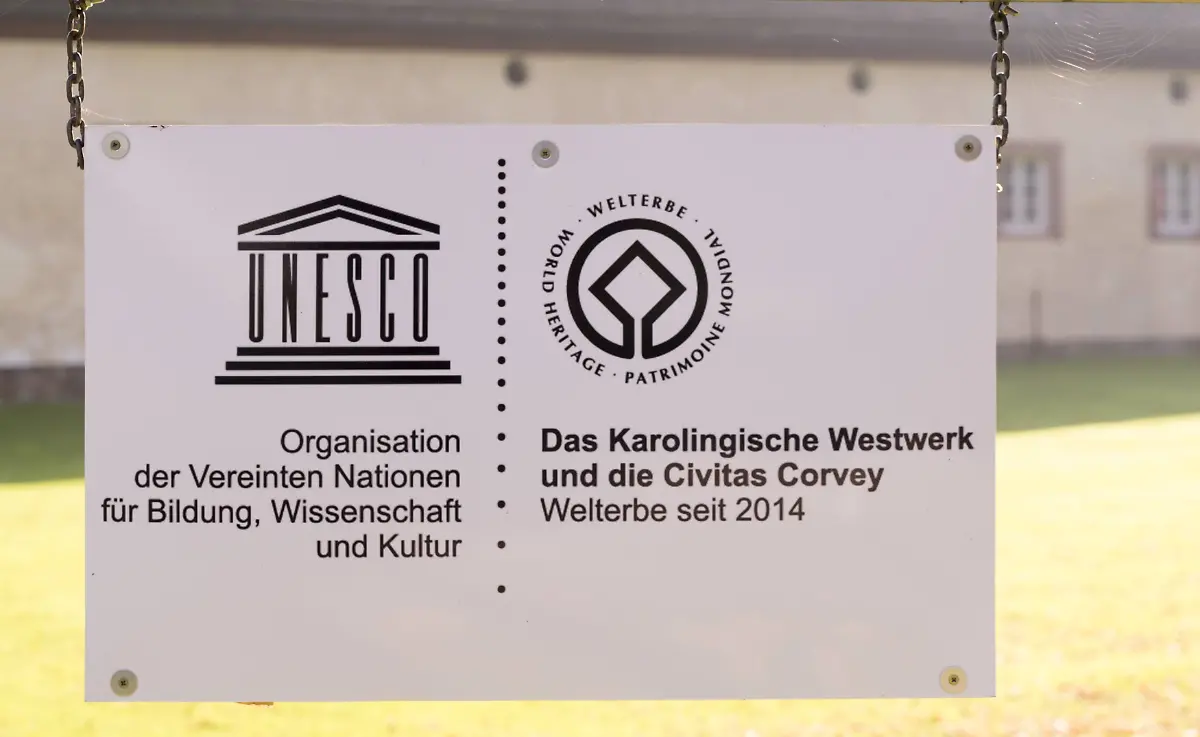 UNESCO
Organisation
der Vereinten Nationen
für Bildung, Wissenschaft
und Kultur
WORLD HERITAGE · WELTERBE · PATRIMOINE MONDIAL ·
Das Karolingische Westwerk
und die Civitas Corvey
Welterbe seit 2014